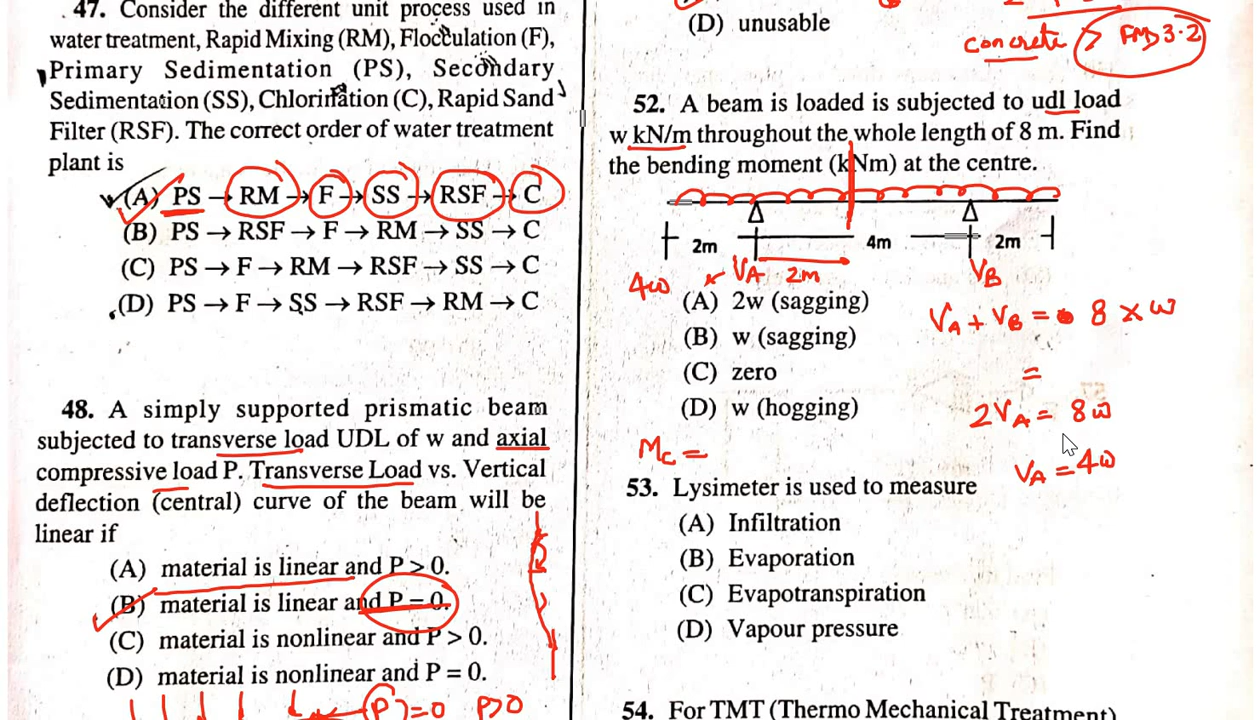 47. Consider the different unit process used in
water treatment, Rapid Mixing (RM), Flocculation (F),
Primary Sedimentation (PS), Secondary
Sedimentation (SS), Chlorination (C), Rapid Sand
Filter (RSF). The correct order of water treatment
plant is
(A) PS → RM → F → SS → RSF → C
(B) PS → RSF → F → RM → SS → C
(C) PS → F → RM → RSF → SS → C
(D) PS → F → SS → RSF → RM → C
48. A simply supported prismatic beam
subjected to transverse load UDL of w and axial
compressive load P. Transverse Load vs. Vertical
deflection (central) curve of the beam will be
linear if
(A) material is linear and P > 0.
(B) material is linear and P = 0.
(C) material is nonlinear and P > 0.
(D) material is nonlinear and P = 0.
P = 0 P > 0
(D) unusable
concrete > FM > 3.2
52. A beam is loaded is subjected to udl load
w kN/m throughout the whole length of 8 m. Find
the bending moment (kNm) at the centre.
2m 4m 2m
4w VA 2m VB
(A) 2w (sagging)
(B) w (sagging)
(C) zero
(D) w (hogging)
VA + VB = 8 × w
=
2VA = 8w
VA = 4w
Mc =
53. Lysimeter is used to measure
(A) Infiltration
(B) Evaporation
(C) Evapotranspiration
(D) Vapour pressure
54. For TMT (Thermo Mechanical Treatment)